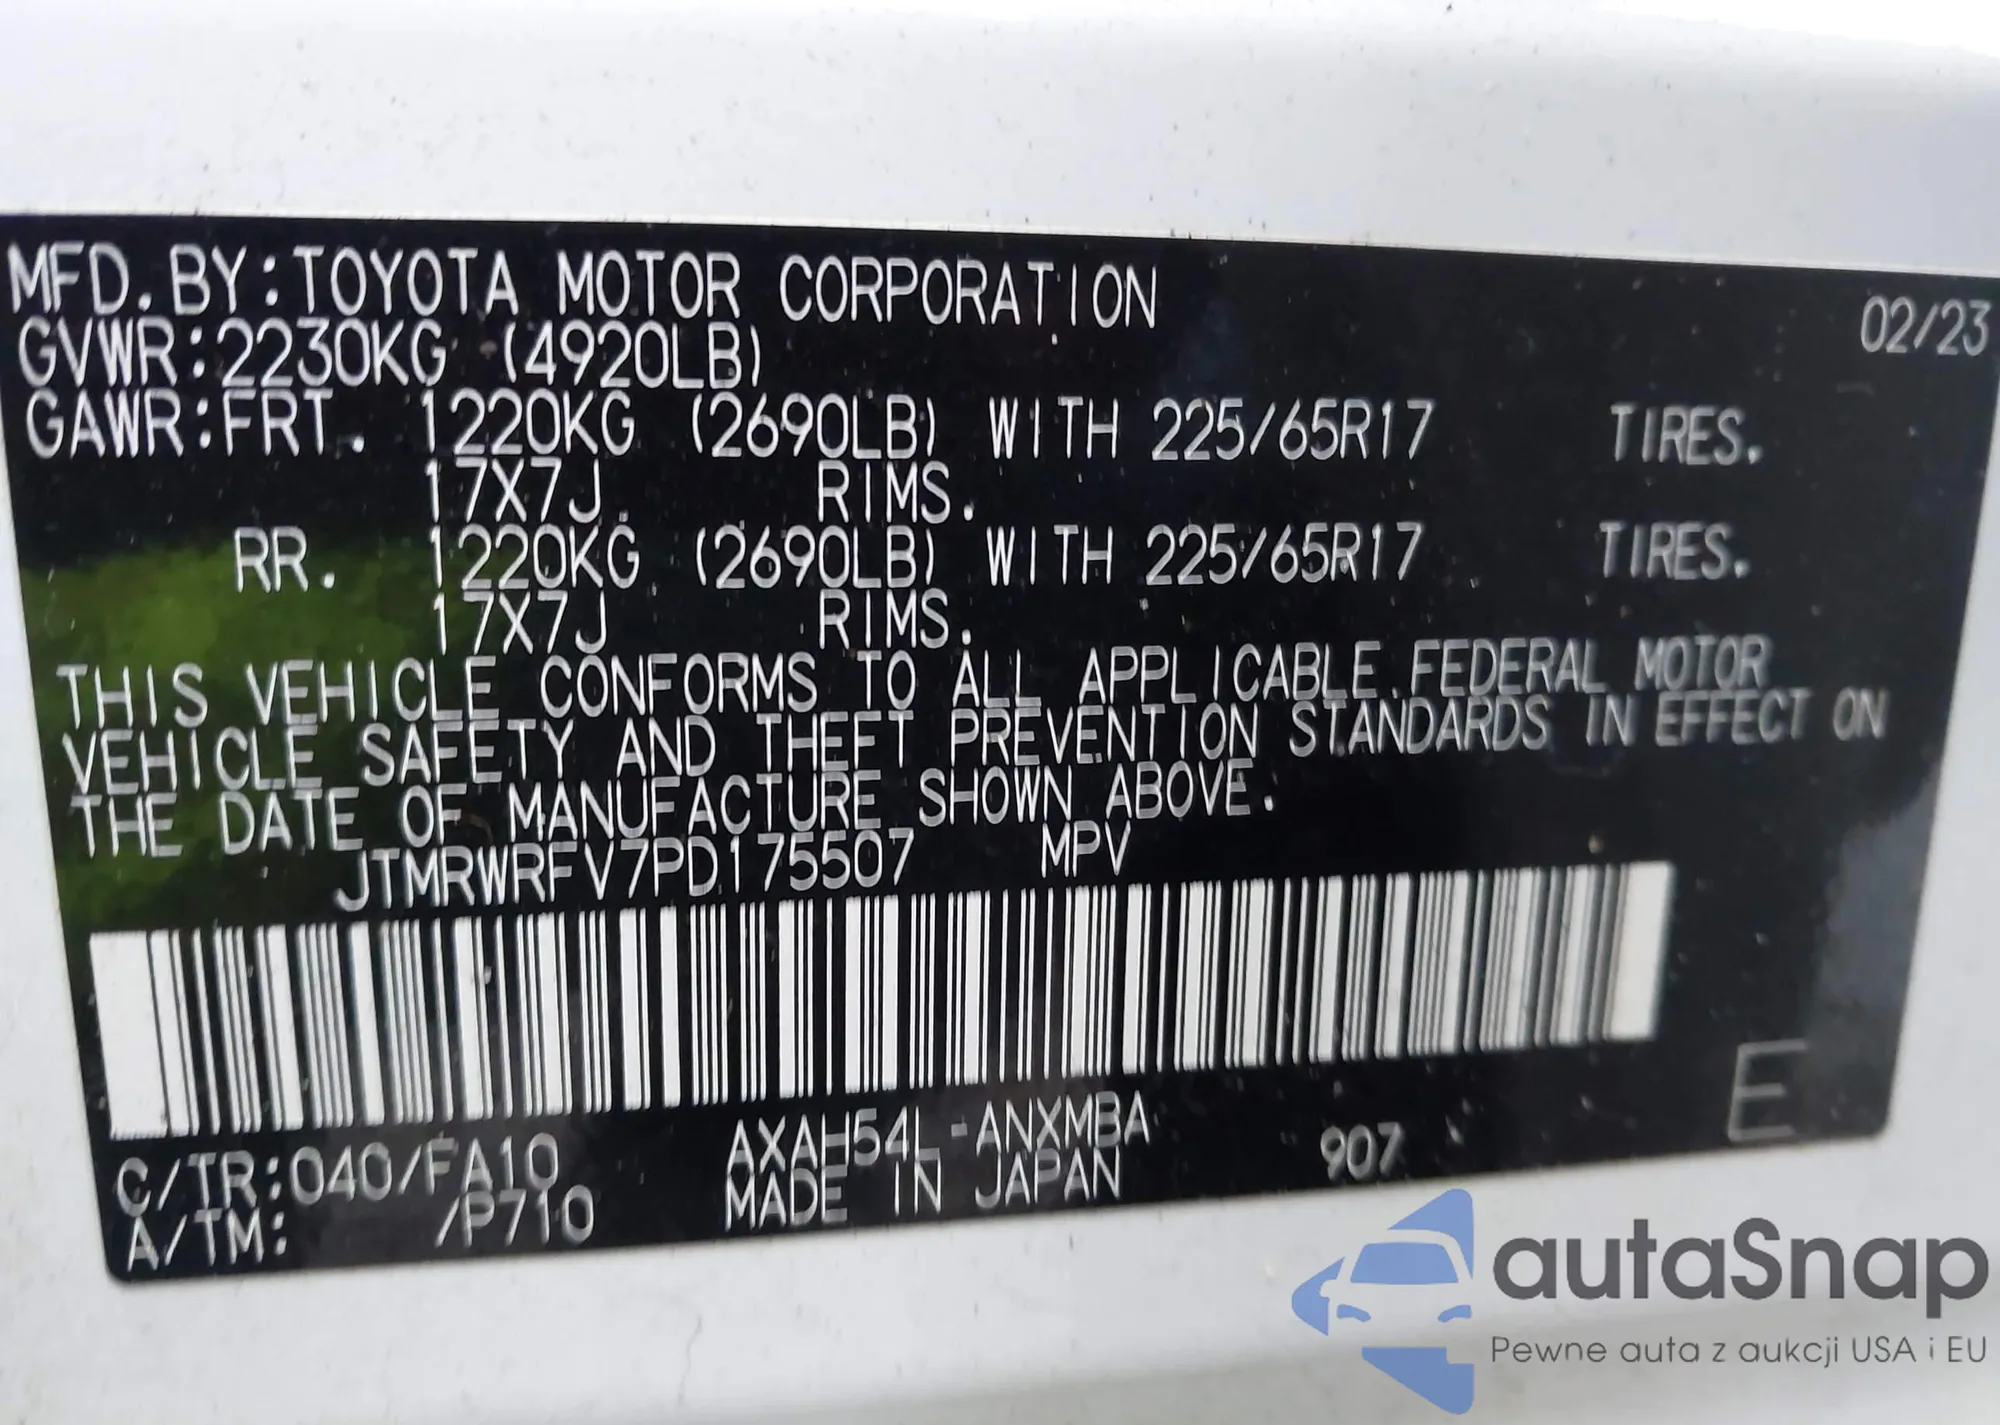 MFD. BY:TOYOTA MOTOR CORPORATION 02/23
GVWR:2230KG (4920LB)
GAWR:FRT. 1220KG (2690LB) WITH 225/65R17 TIRES.
17X7J RIMS.
RR. 1220KG (2690LB) WITH 225/65R17 TIRES.
17X7J RIMS.
THIS VEHICLE CONFORMS TO ALL APPLICABLE FEDERAL MOTOR
VEHICLE SAFETY AND THEFT PREVENTION STANDARDS IN EFFECT ON
THE DATE OF MANUFACTURE SHOWN ABOVE.
JTMRWRFV7PD175507 MPV
E
C/TR:040/FA10 AXAH54L-ANXMBA 907
A/TM: /P710 MADE IN JAPAN
autaSnap
Pewne auta z aukcji USA i EU